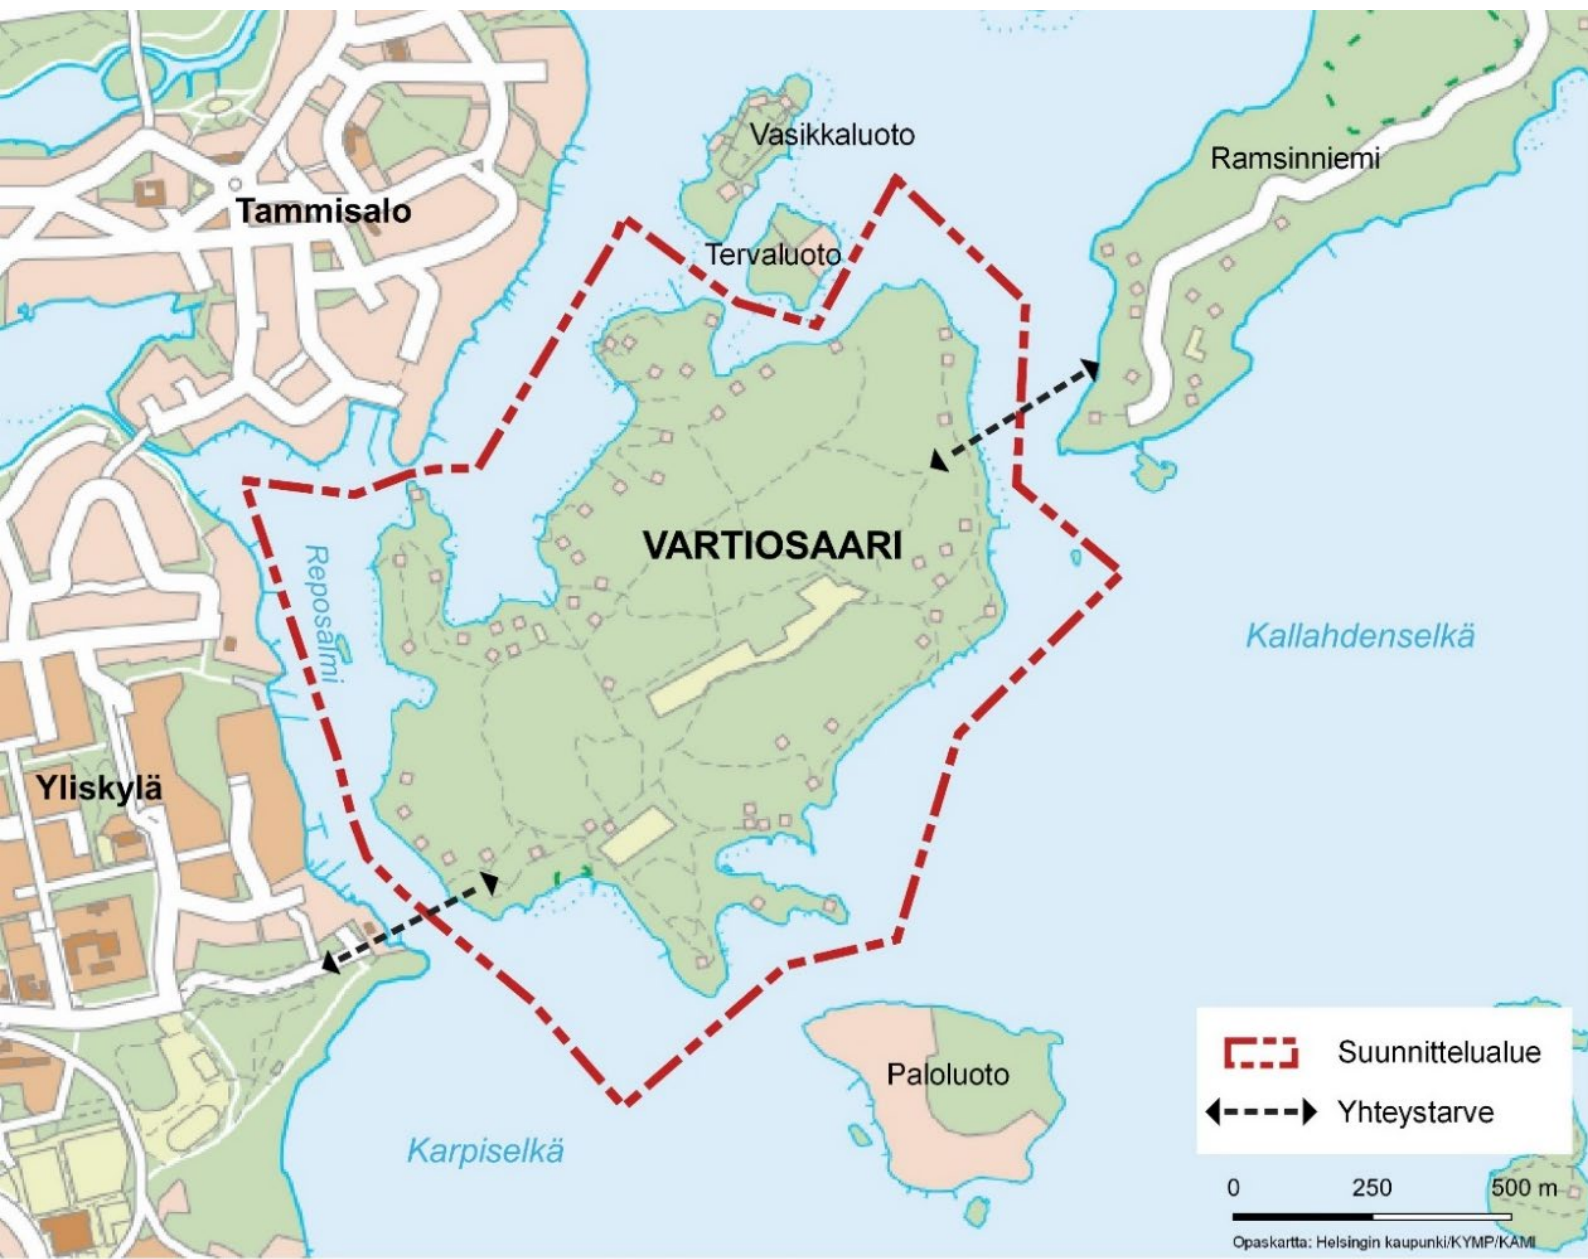 Vasikkaluoto
Ramsinniemi
Tammisalo
Tervaluoto
VARTIOSAARI
Reposalmi
Kallahdenselkä
Yliskylä
Paloluoto
Karpiselkä
Suunnittelualue
Yhteystarve
0 250 500 m
Opaskartta: Helsingin kaupunki/KYMP/KAMI